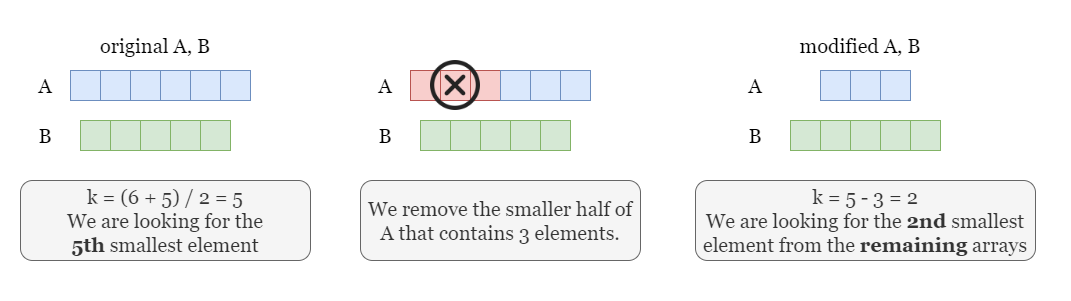 original A, B
A
B
k = (6 + 5) / 2 = 5
We are looking for the
5th smallest element
A
B
We remove the smaller half of
A that contains 3 elements.
modified A, B
A
B
k = 5 - 3 = 2
We are looking for the 2nd smallest
element from the remaining arrays